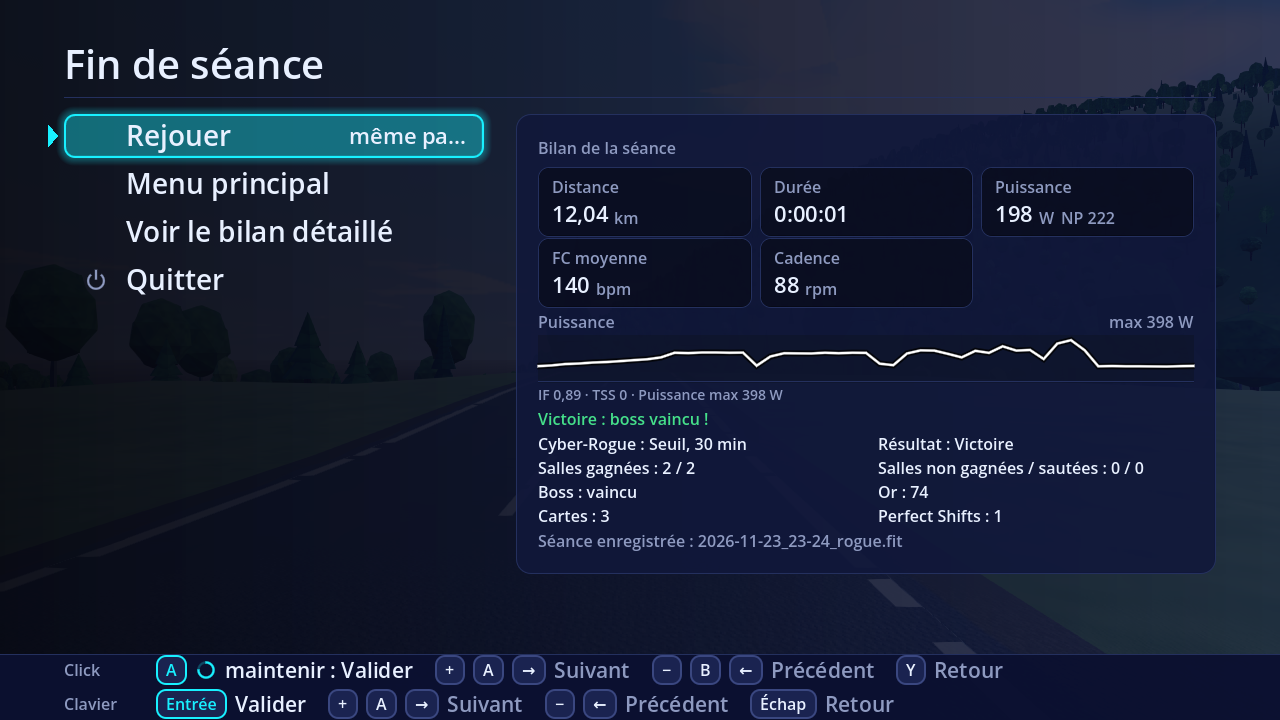 Fin de séance
Rejouer même pa...
Menu principal
Voir le bilan détaillé
Quitter
Bilan de la séance
Distance
12,04 km
Durée
0:00:01
Puissance
198 W NP 222
FC moyenne
140 bpm
Cadence
88 rpm
Puissance max 398 W
IF 0,89 · TSS 0 · Puissance max 398 W
Victoire : boss vaincu !
Cyber-Rogue : Seuil, 30 min Résultat : Victoire
Salles gagnées : 2 / 2 Salles non gagnées / sautées : 0 / 0
Boss : vaincu Or : 74
Cartes : 3 Perfect Shifts : 1
Séance enregistrée : 2026-11-23_23-24_rogue.fit
Click A maintenir : Valider + A → Suivant − B ← Précédent Y Retour
Clavier Entrée Valider + A → Suivant − ← Précédent Échap Retour